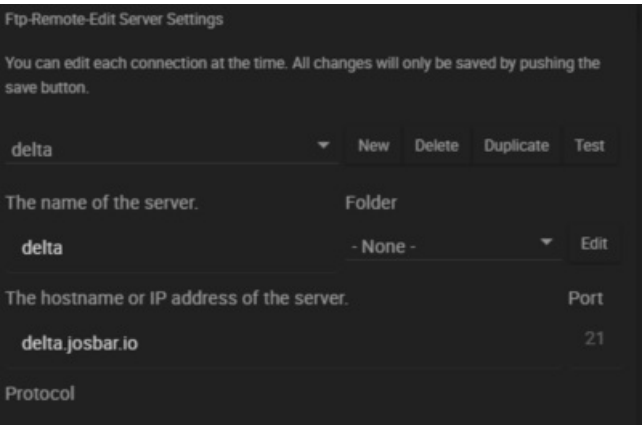 Ftp-Remote-Edit Server Settings
You can edit each connection at the time. All changes will only be saved by pushing the
save button.
delta New Delete Duplicate Test
The name of the server. Folder
delta - None - Edit
The hostname or IP address of the server. Port
delta.josbar.io 21
Protocol